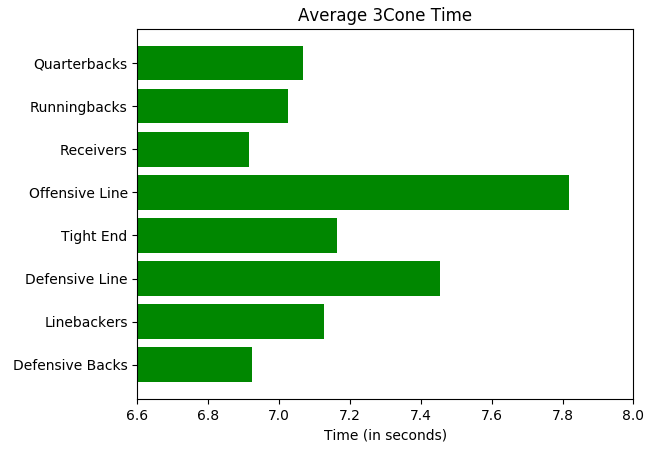 Average 3Cone Time
Quarterbacks
Runningbacks
Receivers
Offensive Line
Tight End
Defensive Line
Linebackers
Defensive Backs
6.6 6.8 7.0 7.2 7.4 7.6 7.8 8.0
Time (in seconds)